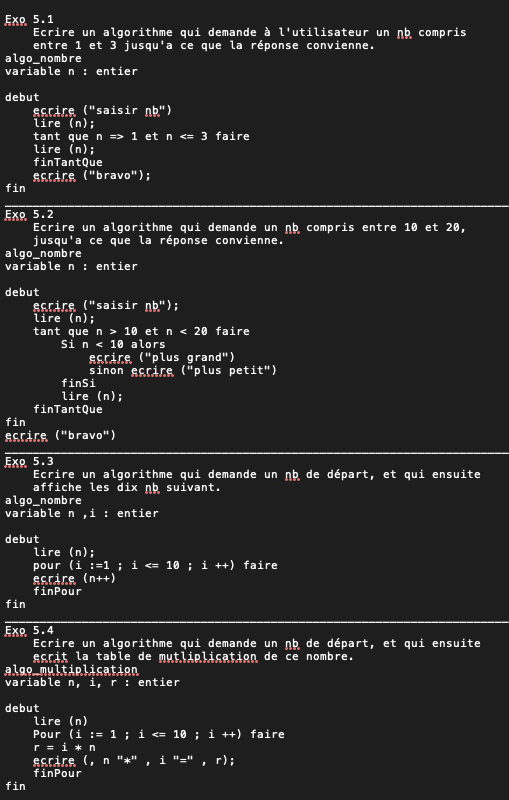 Exo 5.1
Ecrire un algorithme qui demande à l'utilisateur un nb compris
entre 1 et 3 jusqu'a ce que la réponse convienne.
algo_nombre
variable n : entier
debut
ecrire ("saisir nb")
lire (n);
tant que n => 1 et n <= 3 faire
lire (n);
finTantQue
ecrire ("bravo");
fin
Exo 5.2
Ecrire un algorithme qui demande un nb compris entre 10 et 20,
jusqu'a ce que la réponse convienne.
algo_nombre
variable n : entier
debut
ecrire ("saisir nb");
lire (n);
tant que n > 10 et n < 20 faire
Si n < 10 alors
ecrire ("plus grand")
sinon ecrire ("plus petit")
finSi
lire (n);
finTantQue
fin
ecrire ("bravo")
Exo 5.3
Ecrire un algorithme qui demande un nb de départ, et qui ensuite
affiche les dix nb suivant.
algo_nombre
variable n ,i : entier
debut
lire (n);
pour (i :=1 ; i <= 10 ; i ++) faire
ecrire (n++)
finPour
fin
Exo 5.4
Ecrire un algorithme qui demande un nb de départ, et qui ensuite
ecrit la table de mutliplication de ce nombre.
algo_multiplication
variable n, i, r : entier
debut
lire (n)
Pour (i := 1 ; i <= 10 ; i ++) faire
r = i * n
ecrire (, n "*" , i "=" , r);
finPour
fin